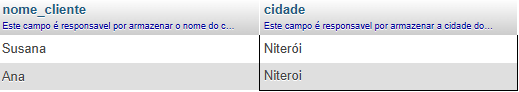 nome_cliente cidade
Este campo é responsavel por armazenar o nome do c... Este campo é responsavel por armazenar a cidade do...
Susana Niterói
Ana Niteroi